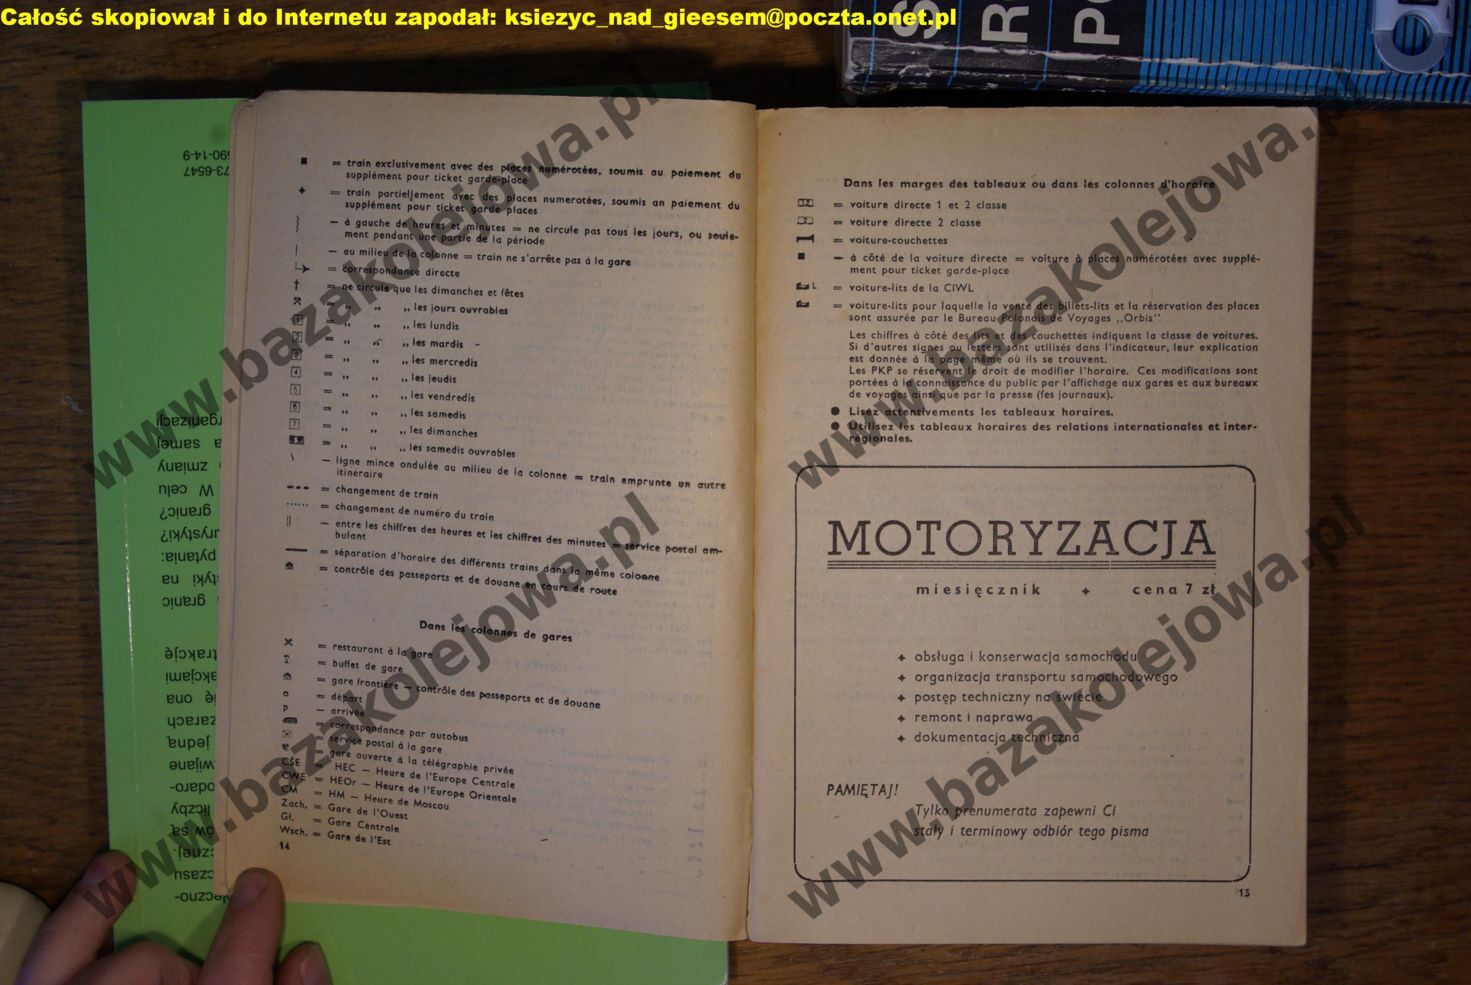 Całość skopiował i do Internetu zapodał: ksiezyc_nad_gieesem@poczta.onet.pl
■ = train exclusivement avec des places numérotées, soumis au paiement du
supplément pour ticket garde-place
✦ = train partiellement avec des places numerotées, soumis an paiement du
supplément pour ticket garde places
— à gauche de heures et minutes = ne circule pas tous les jours, ou seule-
ment pendant une partie de la période
| — au milieu de la colonne = train ne s'arrête pas à la gare
= correspondance directe
† = ne circule que les dimanches et fêtes
= „ „ „ les jours ouvrables
1 = „ „ „ les lundis
2 = „ „ „ les mardis
3 = „ „ „ les mercredis
4 = „ „ „ les jeudis
5 = „ „ „ les vendredis
6 = „ „ „ les samedis
7 = „ „ „ les dimanches
= „ „ „ les samedis ouvrables
— ligne mince ondulée au milieu de la colonne = train emprunte un autre
itinéraire
--- = changement de train
...... = changement de numéro du train
|| — entre les chiffres des heures et les chiffres des minutes = service postal am-
bulant
— = séparation d'horaire des différents trains dans la même colonne
= contrôle des passeports et de douane en cours de route
Dans les colonnes de gares
= restaurant à la gare
= buffet de gare
= gare frontière — contrôle des passeports et de douane
o = départ
p — arrivée
= correspondance par autobus
= service postal à la gare
= gare ouverte à la télégraphie privée
CŚE = HEC — Heure de l'Europe Centrale
CWE = HEOr — Heure de l'Europe Orientale
CM = HM — Heure de Moscou
Zach. = Gare de l'Ouest
Gł. = Gare Centrale
Wsch. = Gare de l'Est
14
Dans les marges des tableaux ou dans les colonnes d'horaire
= voiture directe 1 et 2 classe
= voiture directe 2 classe
= voiture-couchettes
■ — à côté de la voiture directe = voiture à places numérotées avec supplé-
ment pour ticket garde-place
L = voiture-lits de la CIWL
= voiture-lits pour laquelle la vente des billets-lits et la réservation des places
sont assurée par le Bureau Polonais de Voyages „Orbis"
Les chiffres à côté des lits et des couchettes indiquent la classe de voitures.
Si d'autres signes ou letters sont utilisés dans l'indicateur, leur explication
est donnée à la page même où ils se trouvent.
Les PKP se réservent le droit de modifier l'horaire. Ces modifications sont
portées à la connaissance du public par l'affichage aux gares et aux bureaux
de voyages ainsi que par la presse (les journaux).
● Lisez attentivements les tableaux horaires.
● Utilisez les tableaux horaires des relations internationales et inter-
régionales.
MOTORYZACJA
miesięcznik ✦ cena 7 zł
✦ obsługa i konserwacja samochodu
✦ organizacja transportu samochodowego
✦ postęp techniczny na świecie
✦ remont i naprawa
✦ dokumentacja techniczna
PAMIĘTAJ!
Tylko prenumerata zapewni Ci
stały i terminowy odbiór tego pisma
15
www.bazakolejowa.pl
www.bazakolejowa.pl
www.bazakolejowa.pl
www.bazakolejowa.pl